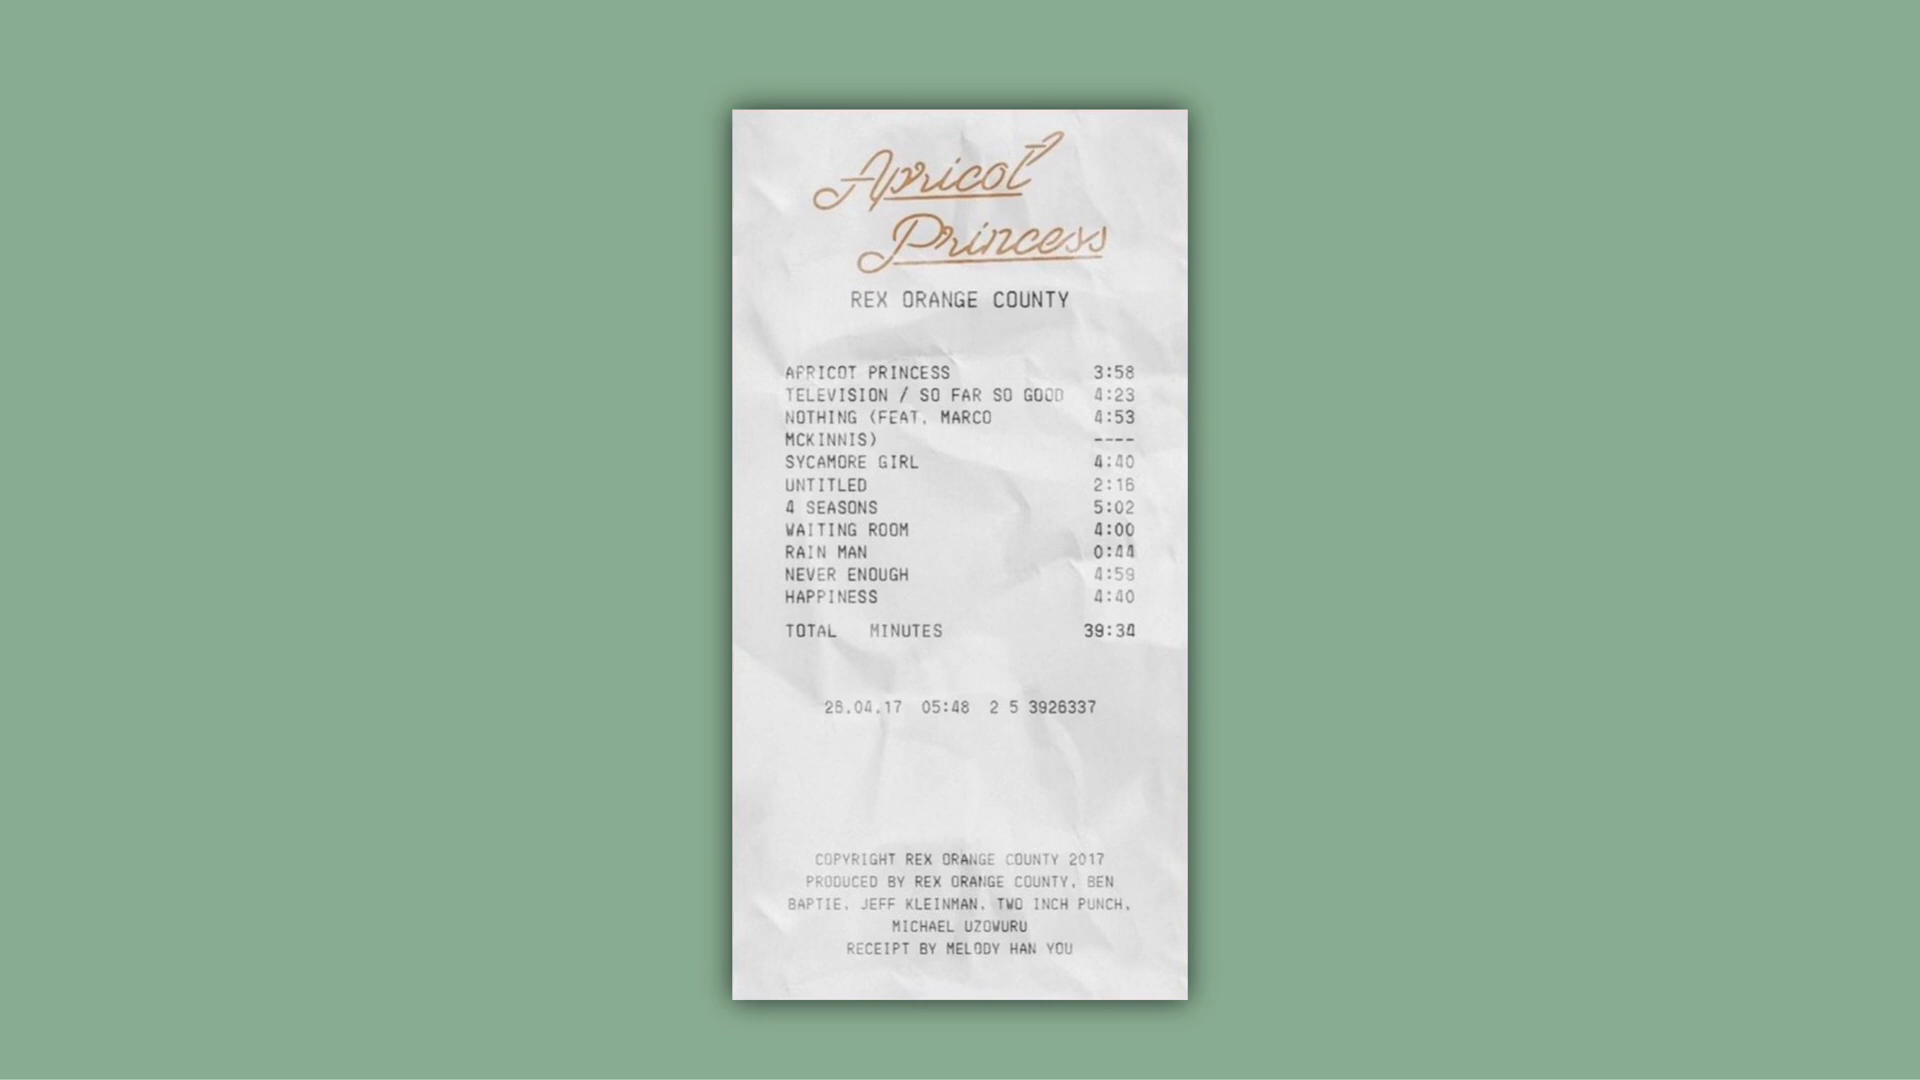 Apricot
Princess
REX ORANGE COUNTY
APRICOT PRINCESS 3:58
TELEVISION / SO FAR SO GOOD 4:23
NOTHING (FEAT. MARCO 4:53
MCKINNIS) ----
SYCAMORE GIRL 4:40
UNTITLED 2:16
4 SEASONS 5:02
WAITING ROOM 4:00
RAIN MAN 0:44
NEVER ENOUGH 4:59
HAPPINESS 4:40
TOTAL MINUTES 39:34
26.04.17 05:48 2 5 3926337
COPYRIGHT REX ORANGE COUNTY 2017
PRODUCED BY REX ORANGE COUNTY, BEN
BAPTIE, JEFF KLEINMAN, TWO INCH PUNCH,
MICHAEL UZOWURU
RECEIPT BY MELODY HAN YOU